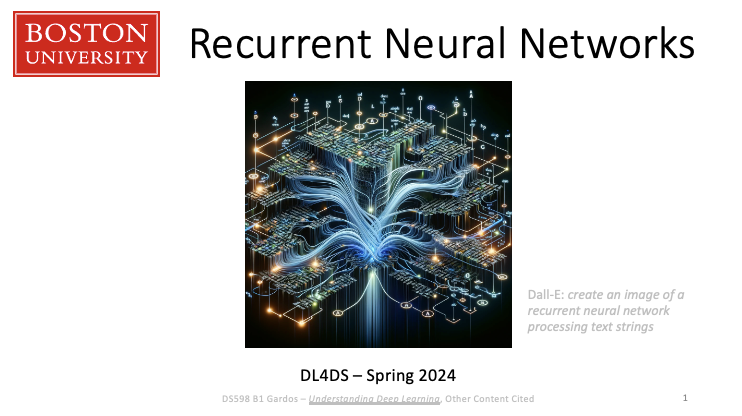 BOSTON
UNIVERSITY
Recurrent Neural Networks
Dall-E: create an image of a
recurrent neural network
processing text strings
DL4DS – Spring 2024
DS598 B1 Gardos – Understanding Deep Learning, Other Content Cited
1